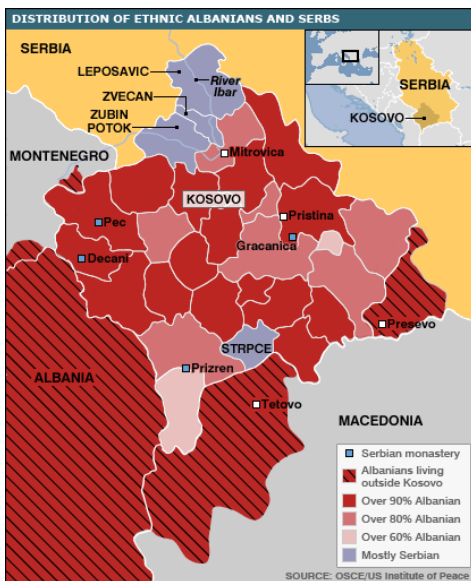 DISTRIBUTION OF ETHNIC ALBANIANS AND SERBS
SERBIA
LEPOSAVIC
River
Ibar
ZVECAN
ZUBIN
POTOK
SERBIA
KOSOVO
MONTENEGRO
Mitrovica
KOSOVO
Pec
Pristina
Gracanica
Decani
Presevo
STRPCE
Prizren
ALBANIA
Tetovo
MACEDONIA
Serbian monastery
Albanians living
outside Kosovo
Over 90% Albanian
Over 80% Albanian
Over 60% Albanian
Mostly Serbian
SOURCE: OSCE/US Institute of Peace